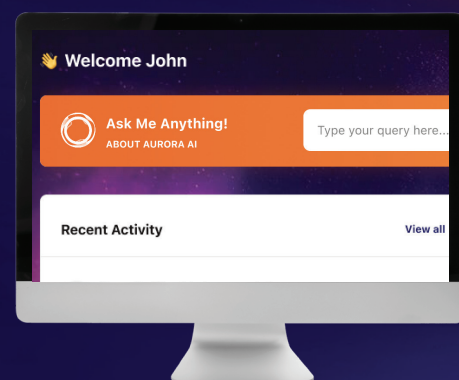 👋 Welcome John
Ask Me Anything!
Type your query here...
ABOUT AURORA AI
Recent Activity
View all